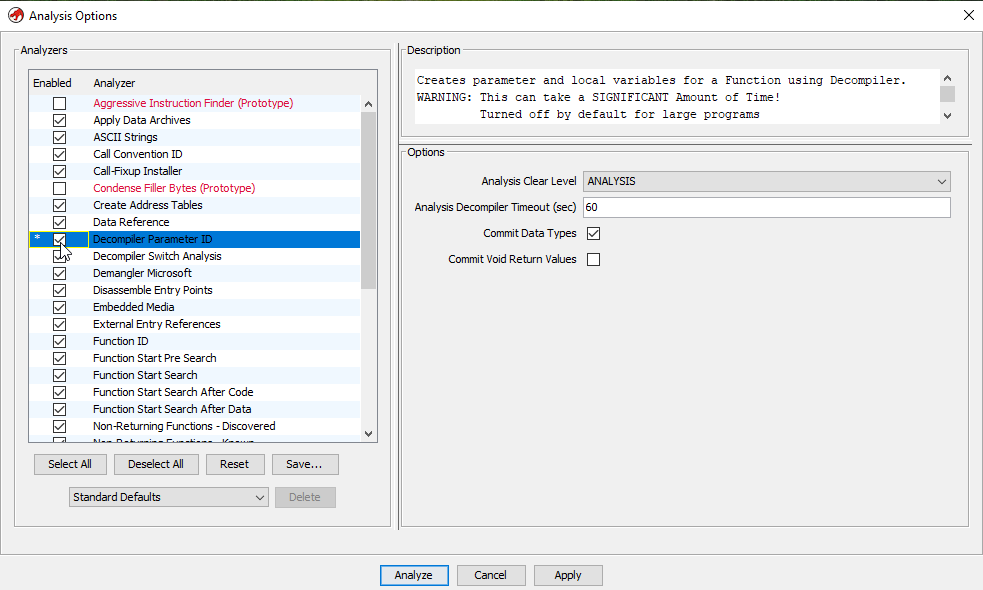 Analysis Options
Analyzers
Enabled Analyzer
Aggressive Instruction Finder (Prototype)
Apply Data Archives
ASCII Strings
Call Convention ID
Call-Fixup Installer
Condense Filler Bytes (Prototype)
Create Address Tables
Data Reference
* Decompiler Parameter ID
Decompiler Switch Analysis
Demangler Microsoft
Disassemble Entry Points
Embedded Media
External Entry References
Function ID
Function Start Pre Search
Function Start Search
Function Start Search After Code
Function Start Search After Data
Non-Returning Functions - Discovered
Non-Returning Functions - Known
Select All Deselect All Reset Save...
Standard Defaults Delete
Description
Creates parameter and local variables for a Function using Decompiler.
WARNING: This can take a SIGNIFICANT Amount of Time!
Turned off by default for large programs
Options
Analysis Clear Level ANALYSIS
Analysis Decompiler Timeout (sec) 60
Commit Data Types
Commit Void Return Values
Analyze Cancel Apply